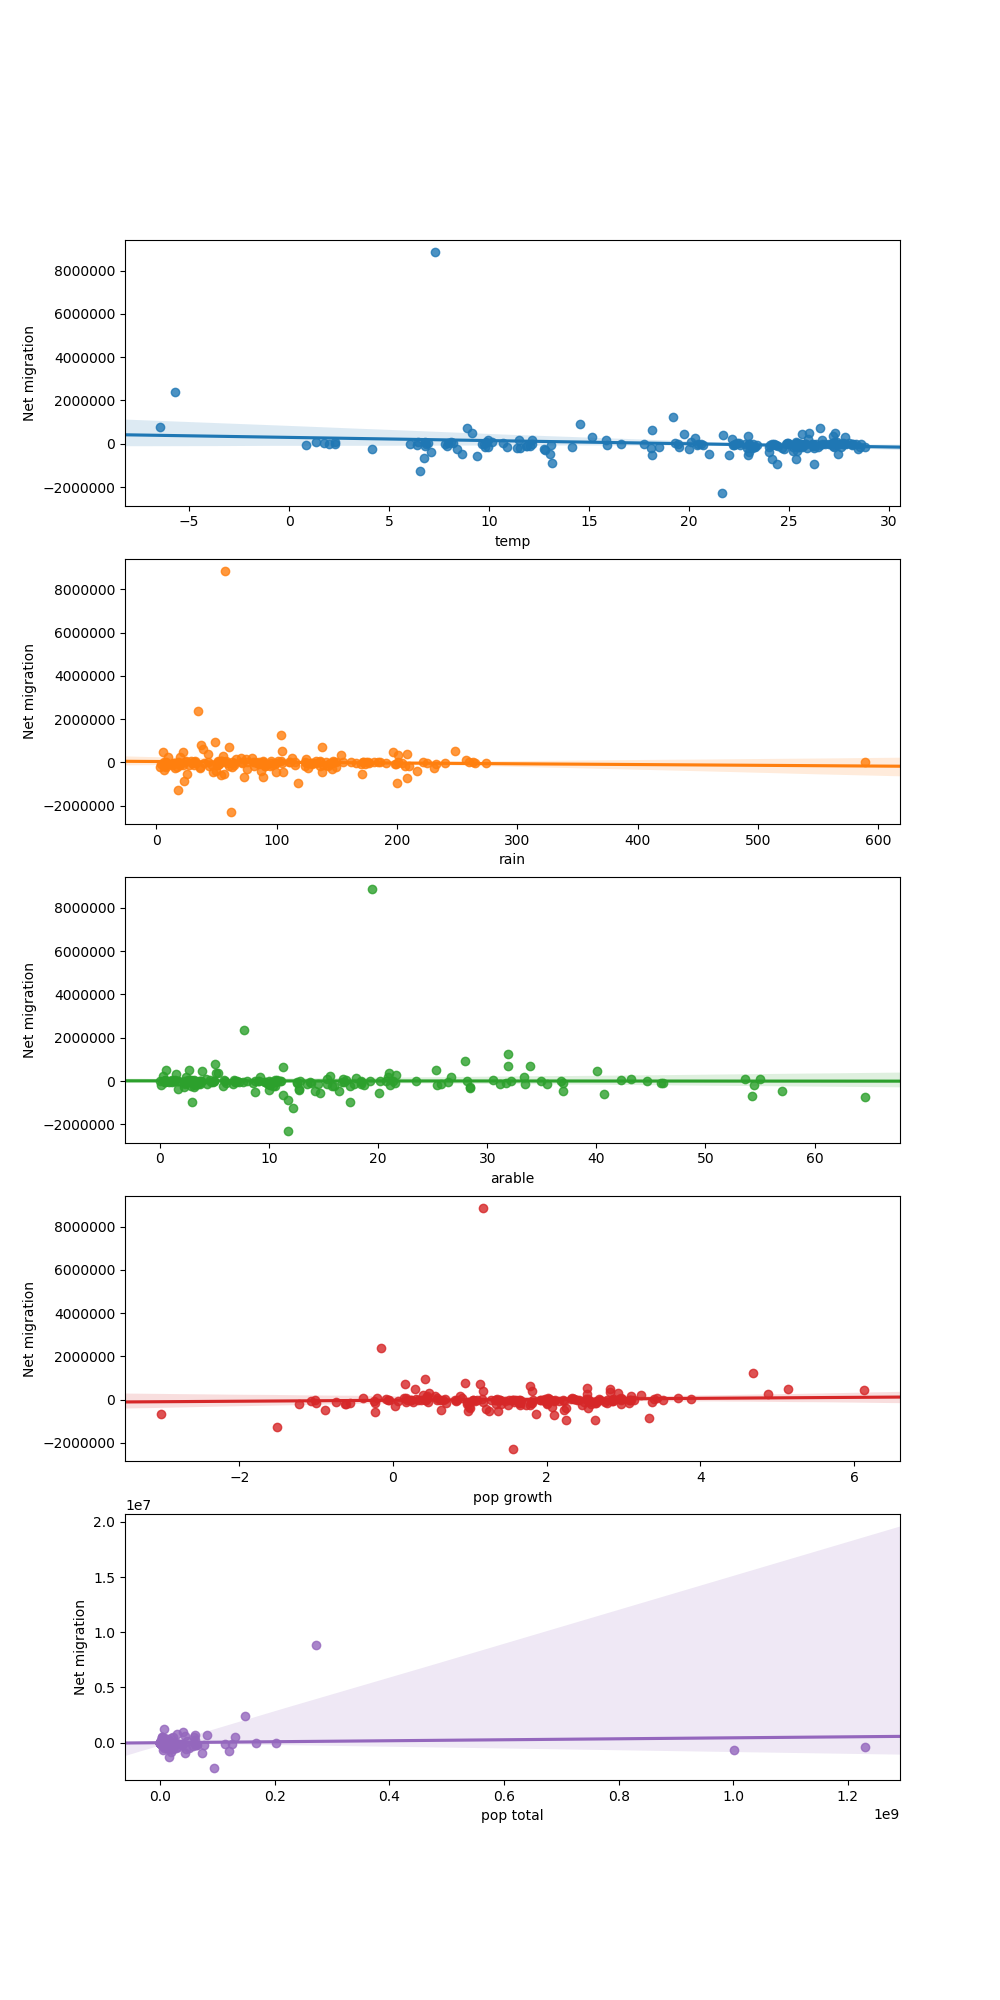 8000000
6000000
4000000
2000000
0
−2000000
Net migration
−5 0 5 10 15 20 25 30
temp
8000000
6000000
4000000
2000000
0
−2000000
Net migration
0 100 200 300 400 500 600
rain
8000000
6000000
4000000
2000000
0
−2000000
Net migration
0 10 20 30 40 50 60
arable
8000000
6000000
4000000
2000000
0
−2000000
Net migration
−2 0 2 4 6
pop growth
1e7
2.0
1.5
1.0
0.5
0.0
Net migration
0.0 0.2 0.4 0.6 0.8 1.0 1.2
pop total
1e9